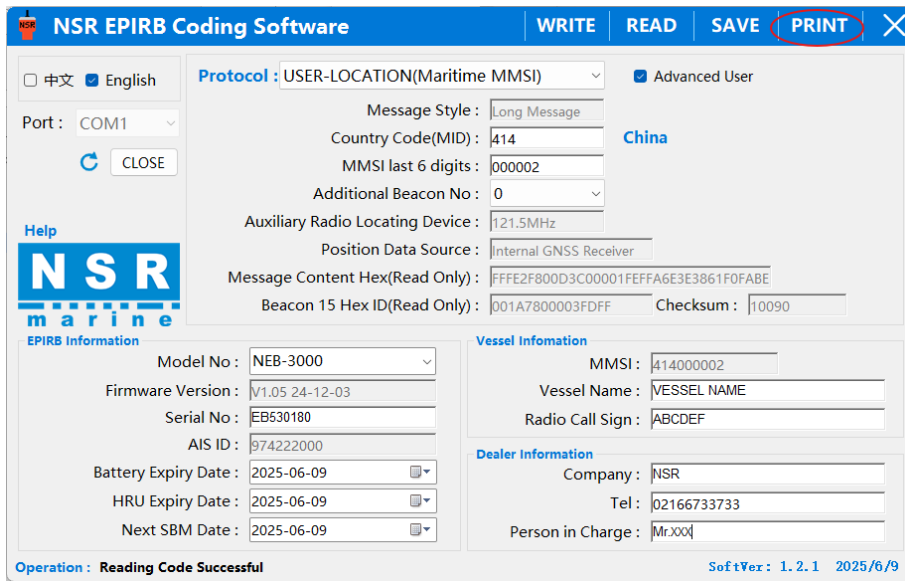 NSR NSR EPIRB Coding Software WRITE READ SAVE PRINT
中文 English
Protocol : USER-LOCATION(Maritime MMSI) Advanced User
Port : COM1
CLOSE
Message Style : Long Message
Country Code(MID) : 414 China
MMSI last 6 digits : 000002
Additional Beacon No : 0
Auxiliary Radio Locating Device : 121.5MHz
Position Data Source : Internal GNSS Receiver
Message Content Hex(Read Only) : FFFE2F800D3C00001FEFFA6E3E3861F0FABE
Beacon 15 Hex ID(Read Only) : 001A7800003FDFF Checksum : 10090
Help
NSR
marine
EPIRB Information
Model No : NEB-3000
Firmware Version : V1.05 24-12-03
Serial No : EB530180
AIS ID : 974222000
Battery Expiry Date : 2025-06-09
HRU Expiry Date : 2025-06-09
Next SBM Date : 2025-06-09
Vessel Infomation
MMSI : 414000002
Vessel Name : VESSEL NAME
Radio Call Sign : ABCDEF
Dealer Information
Company : NSR
Tel : 02166733733
Person in Charge : Mr.XXX
Operation : Reading Code Successful
SoftVer: 1.2.1 2025/6/9